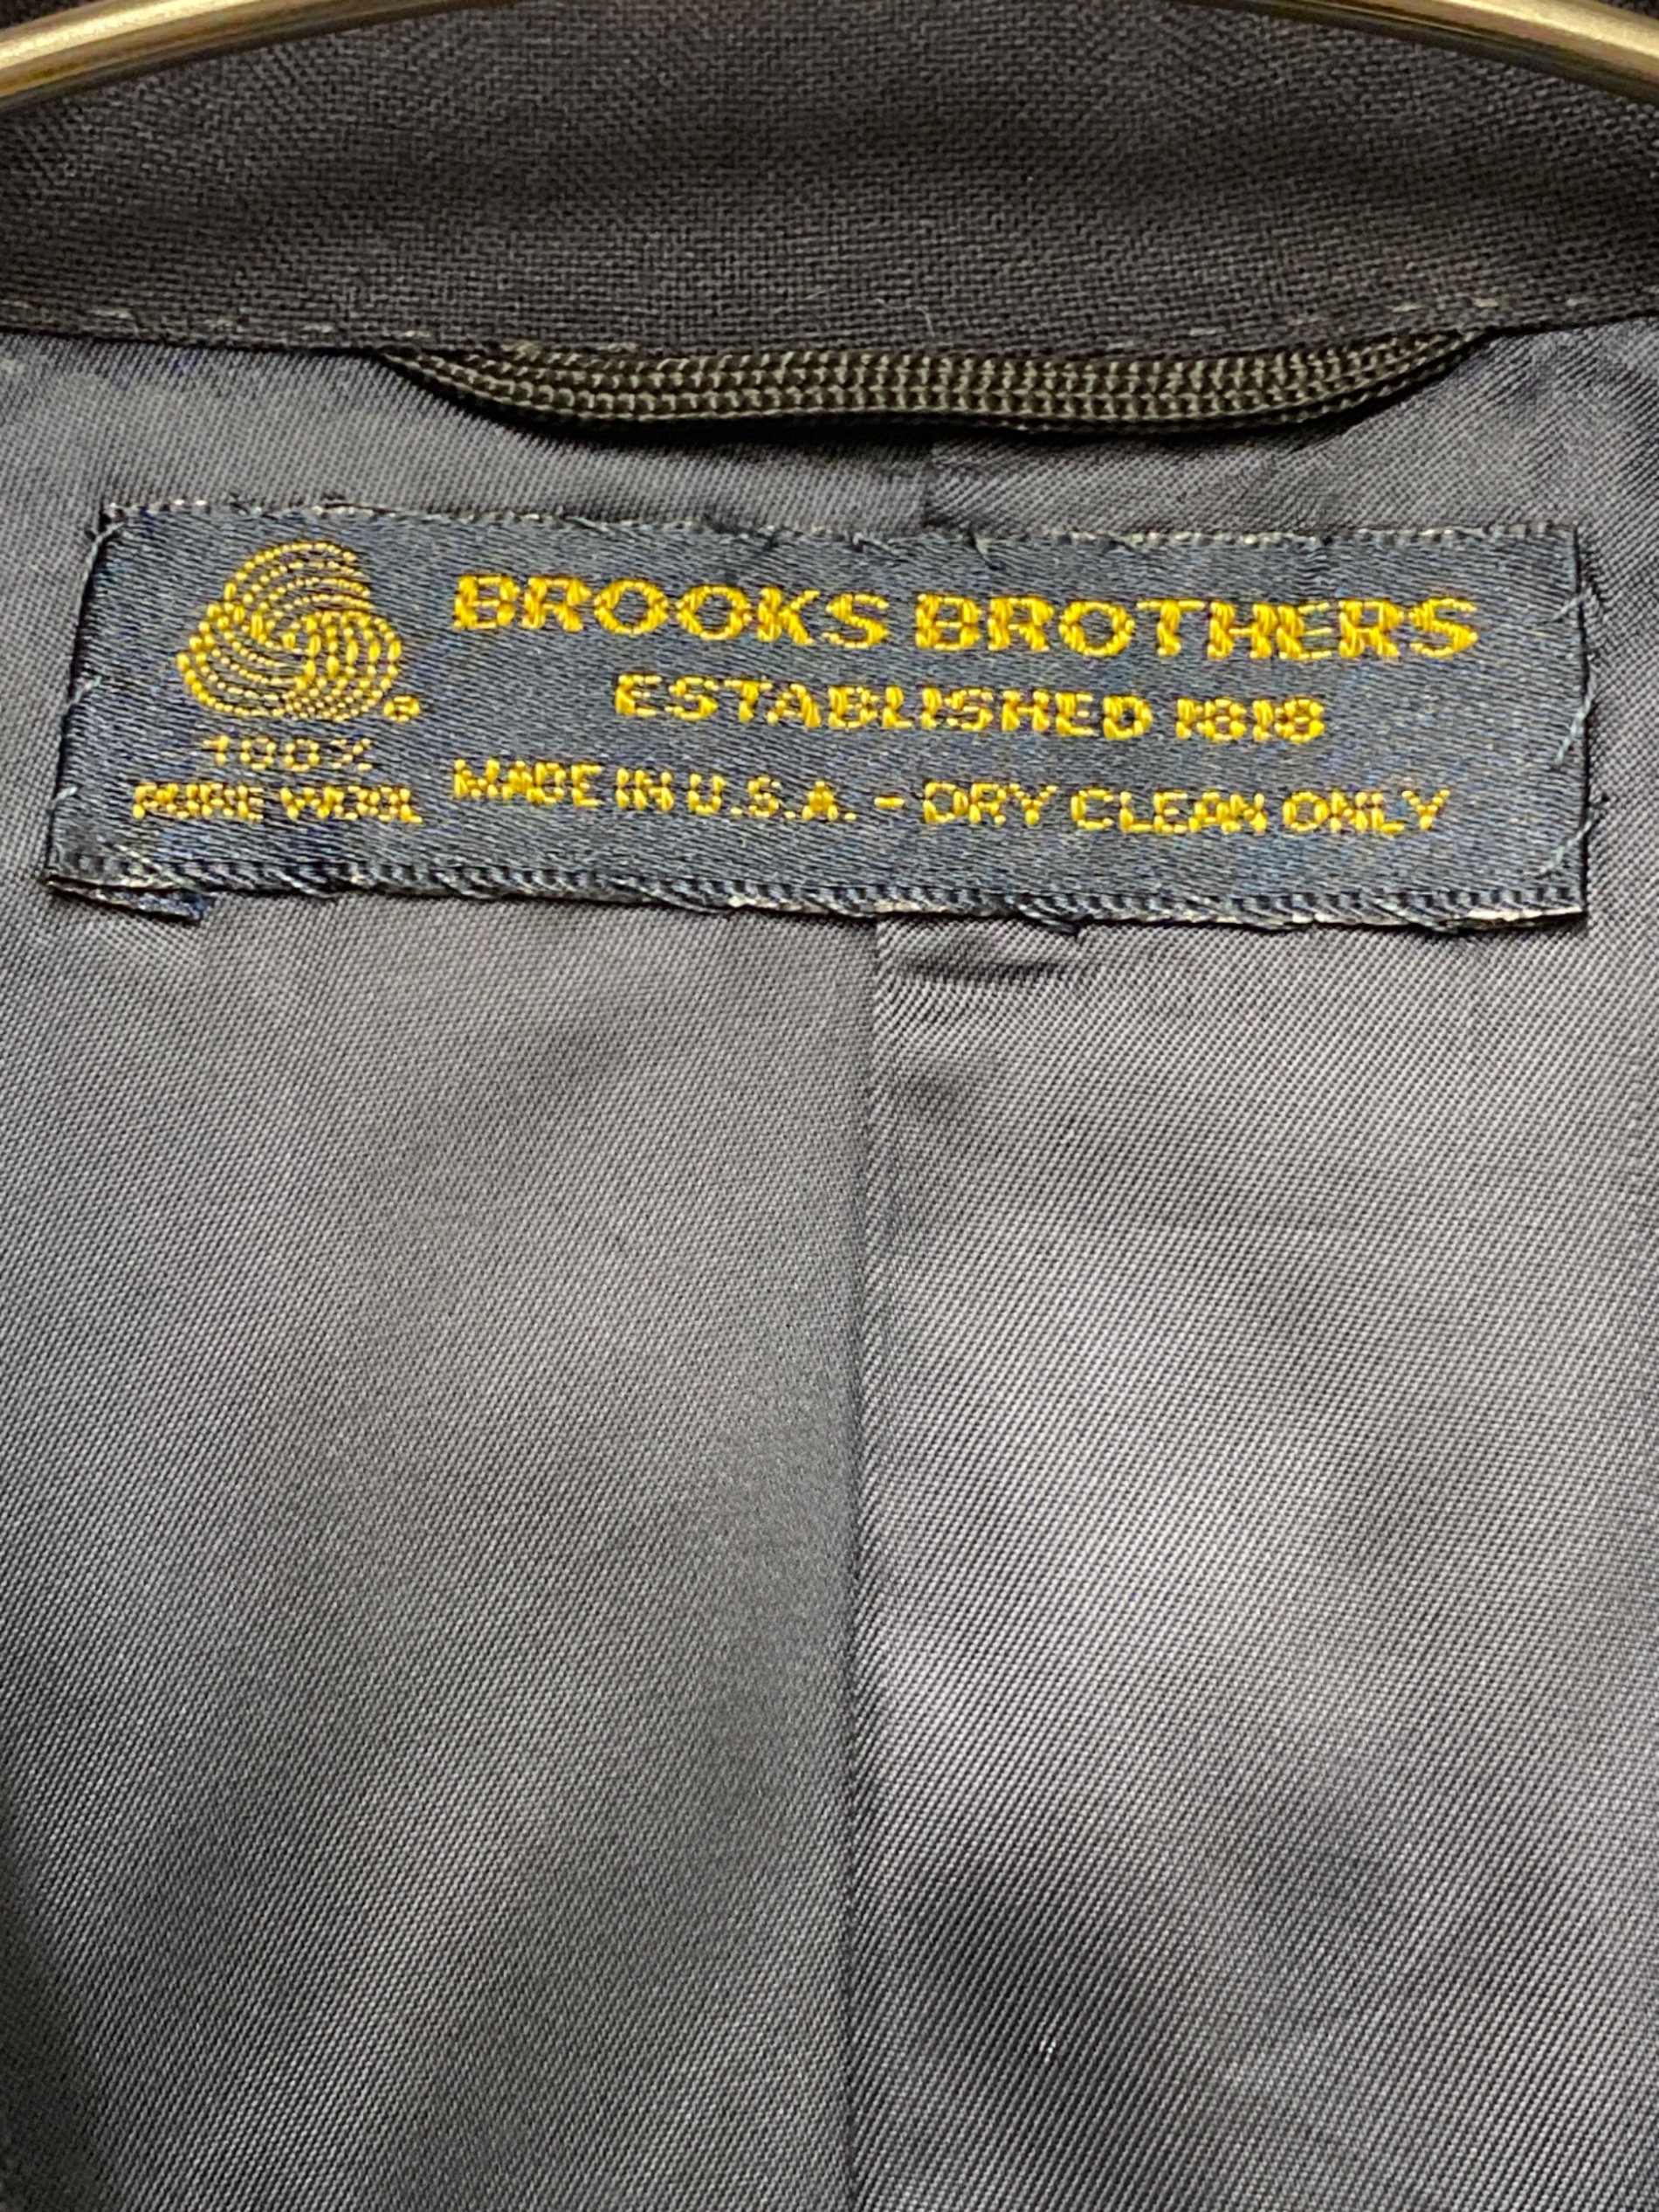 BROOKS BROTHERS
ESTABLISHED 1818
100%
PURE WOOL
MADE IN U.S.A. - DRY CLEAN ONLY